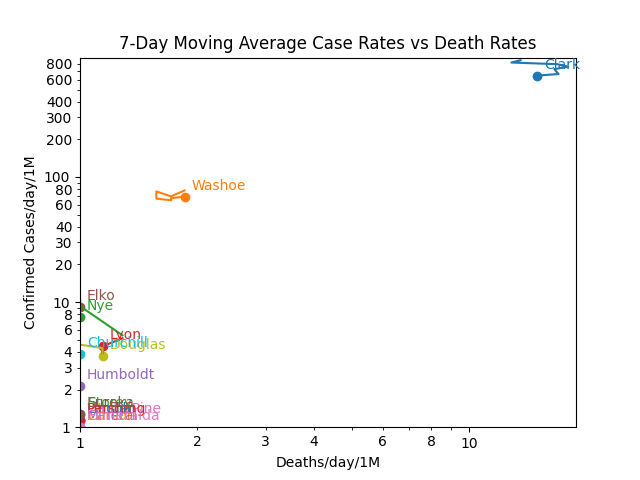 7-Day Moving Average Case Rates vs Death Rates
Confirmed Cases/day/1M
800
600
400
300
200
100
80
60
40
30
20
10
8
6
4
3
2
1
Clark
Washoe
Elko
Nye
Lyon
Churchill
Douglas
Humboldt
Eureka
1
2
3
4
6
8
10
Deaths/day/1M